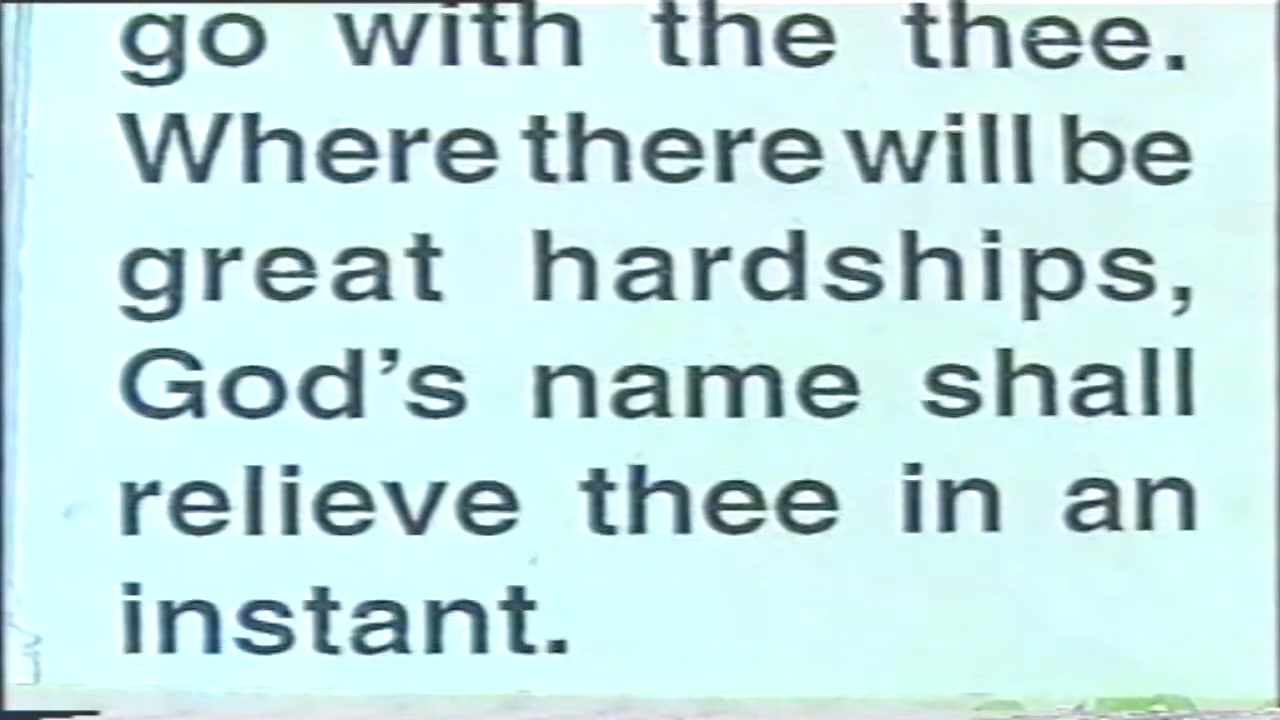 go with the thee.
Where there will be
great hardships,
God’s name shall
relieve thee in an
instant.